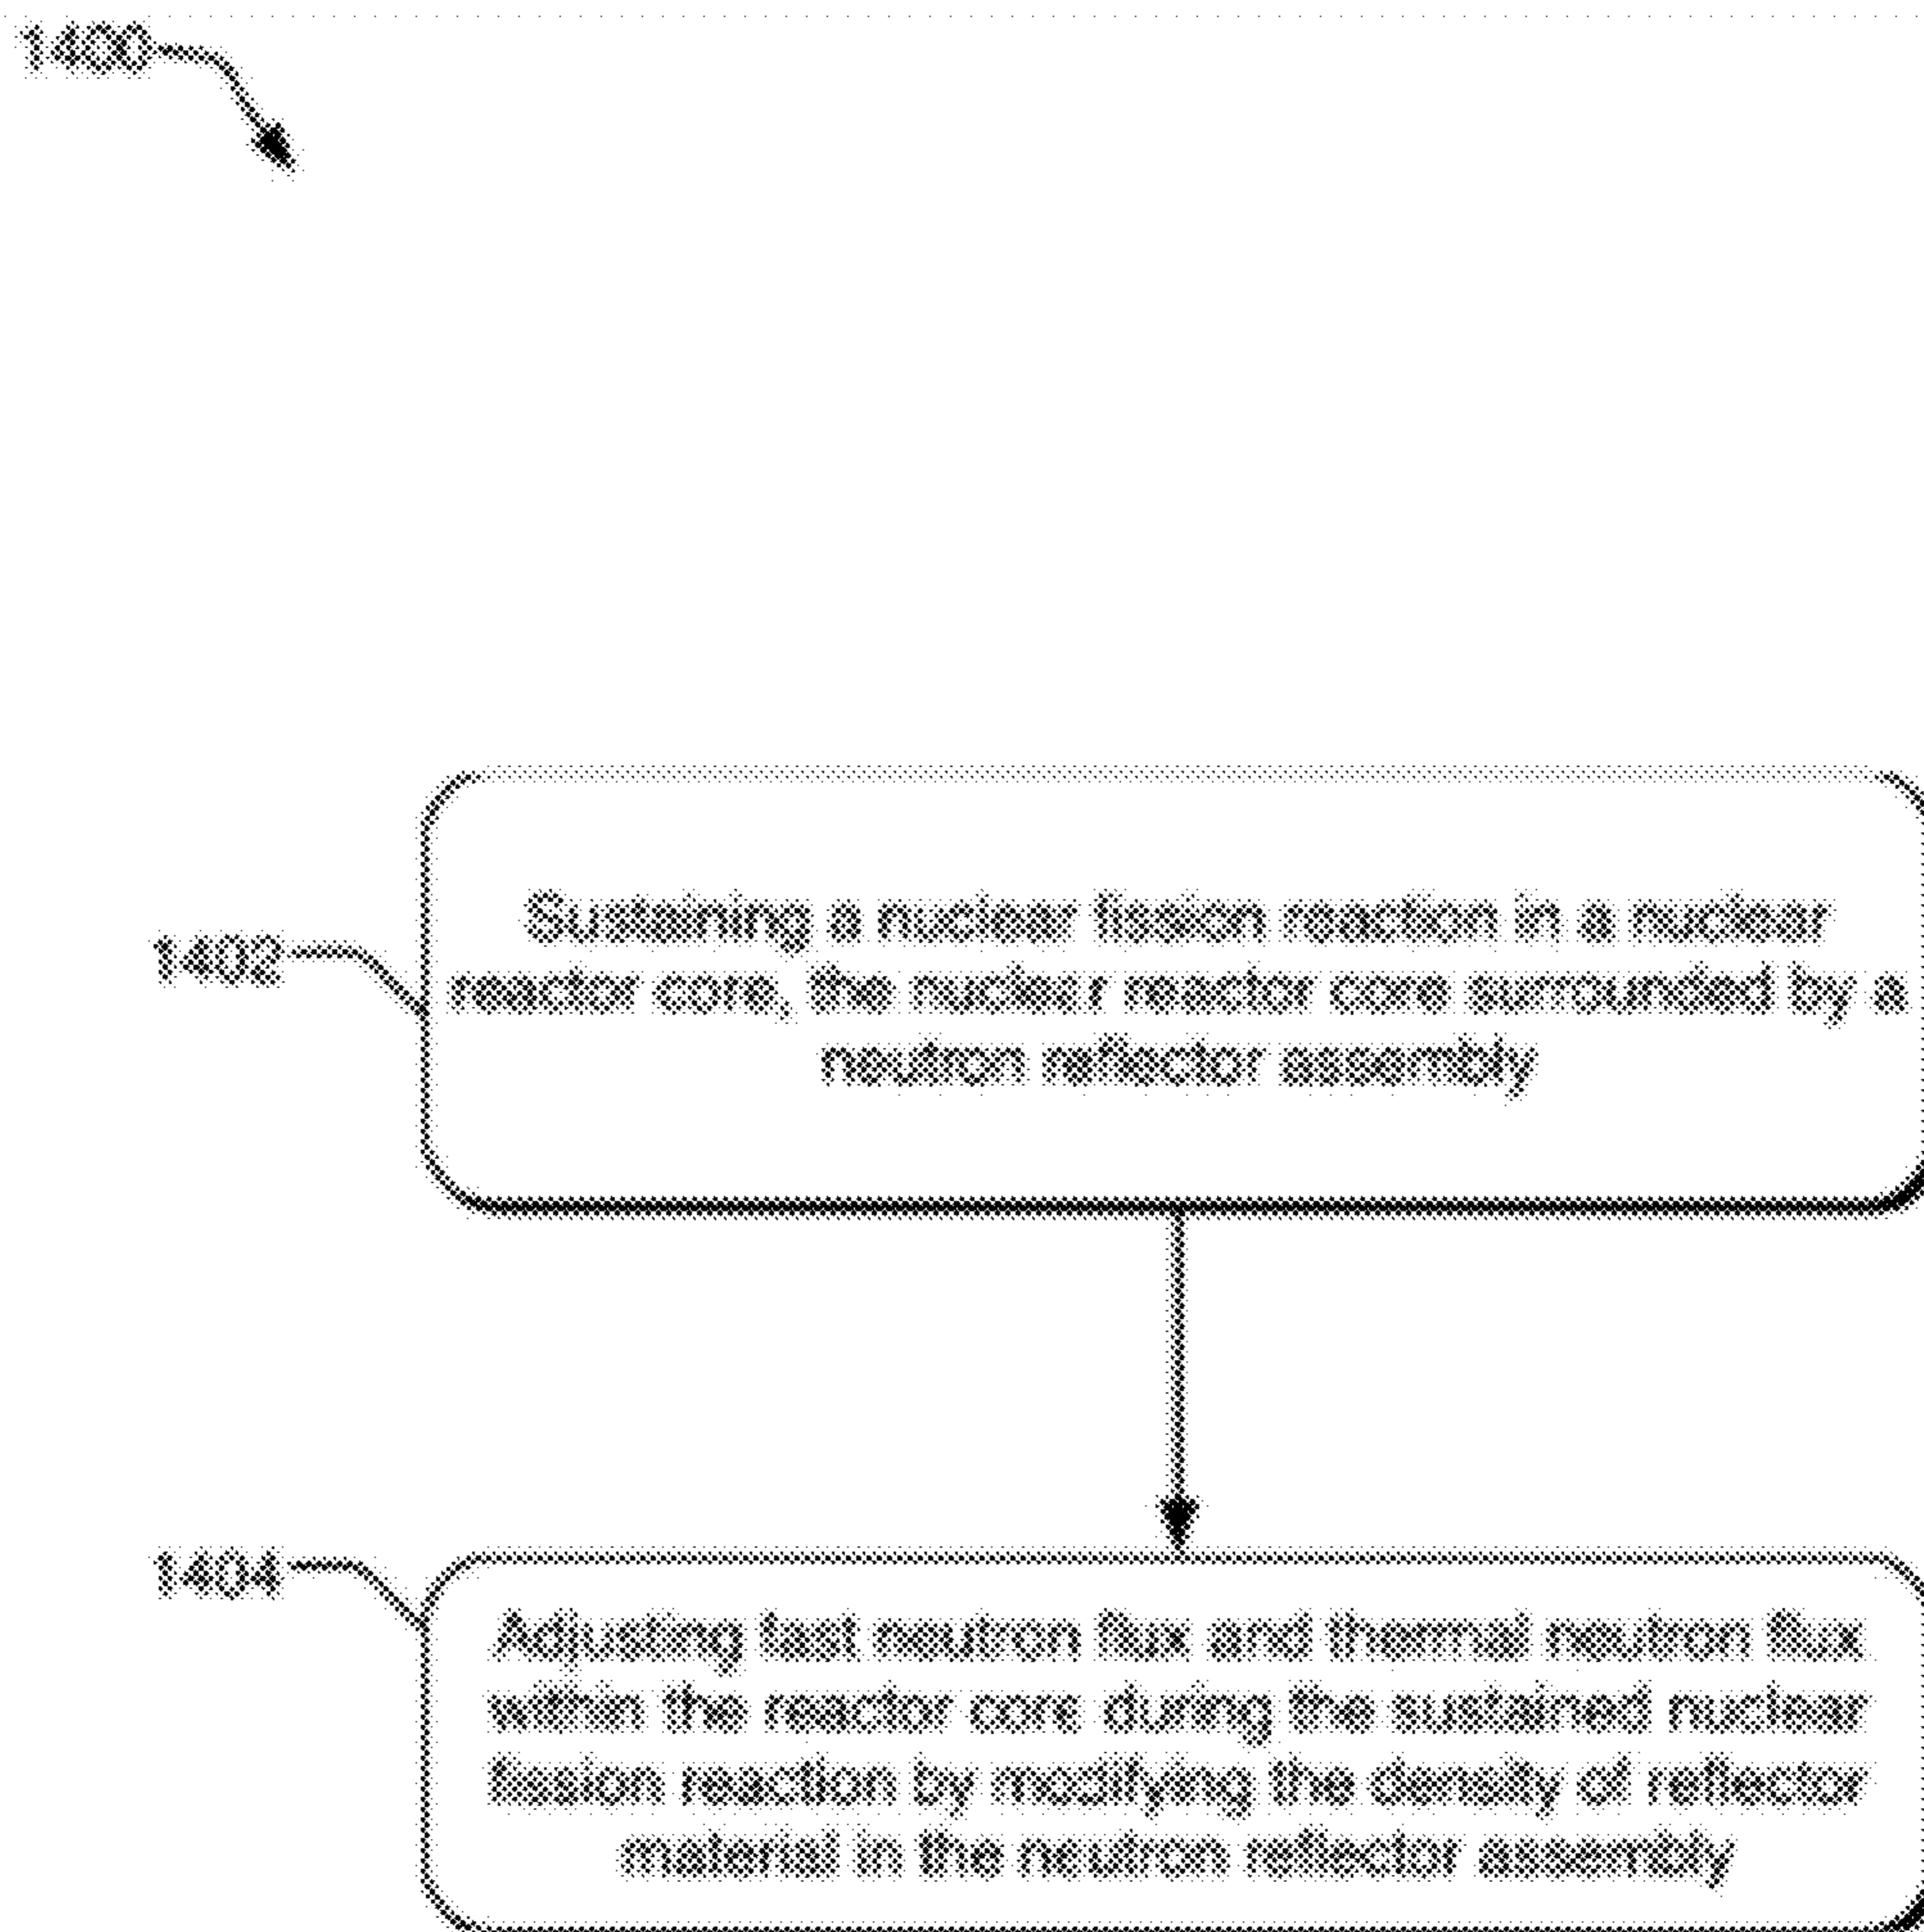 1400
Sustaining a nuclear fission reaction in a nuclear
1402
reactor core, the nuclear reactor core surrounded by a
neutron reflector assembly
1404
Adjusting fast neutron flux and thermal neutron flux
within the reactor core during the sustained nuclear
fission reaction by modifying the density of reflector
material in the neutron reflector assembly